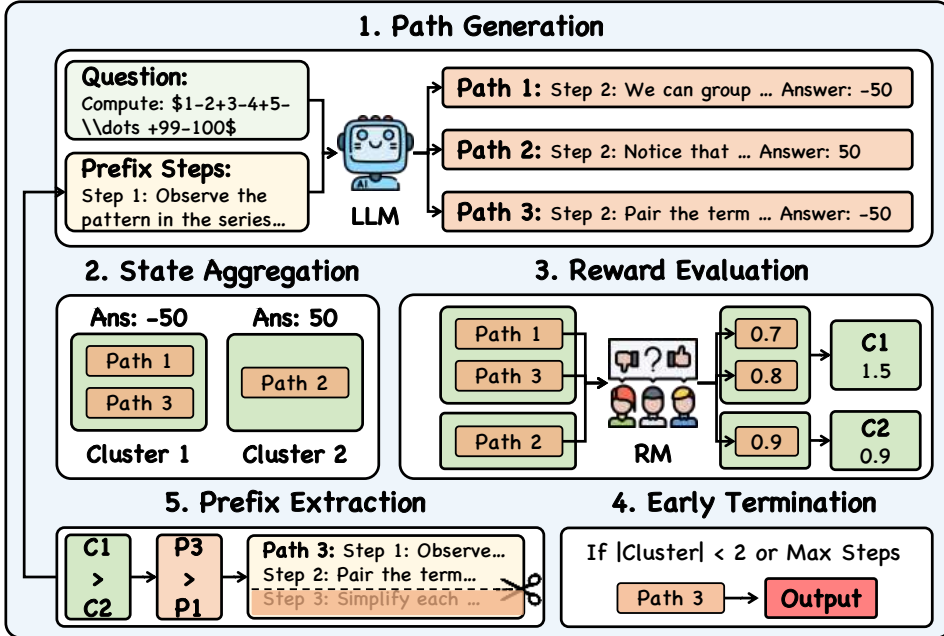 1. Path Generation
Question:
Compute: $1-2+3-4+5-
\\dots +99-100$
Prefix Steps:
Step 1: Observe the
pattern in the series...
AI
LLM
Path 1: Step 2: We can group ... Answer: -50
Path 2: Step 2: Notice that ... Answer: 50
Path 3: Step 2: Pair the term ... Answer: -50
2. State Aggregation
Ans: -50
Path 1
Path 3
Cluster 1
Ans: 50
Path 2
Cluster 2
3. Reward Evaluation
Path 1
Path 3
Path 2
?
RM
0.7
0.8
0.9
C1
1.5
C2
0.9
5. Prefix Extraction
C1
>
C2
P3
>
P1
Path 3: Step 1: Observe...
Step 2: Pair the term...
Step 3: Simplify each ...
4. Early Termination
If |Cluster| < 2 or Max Steps
Path 3
Output